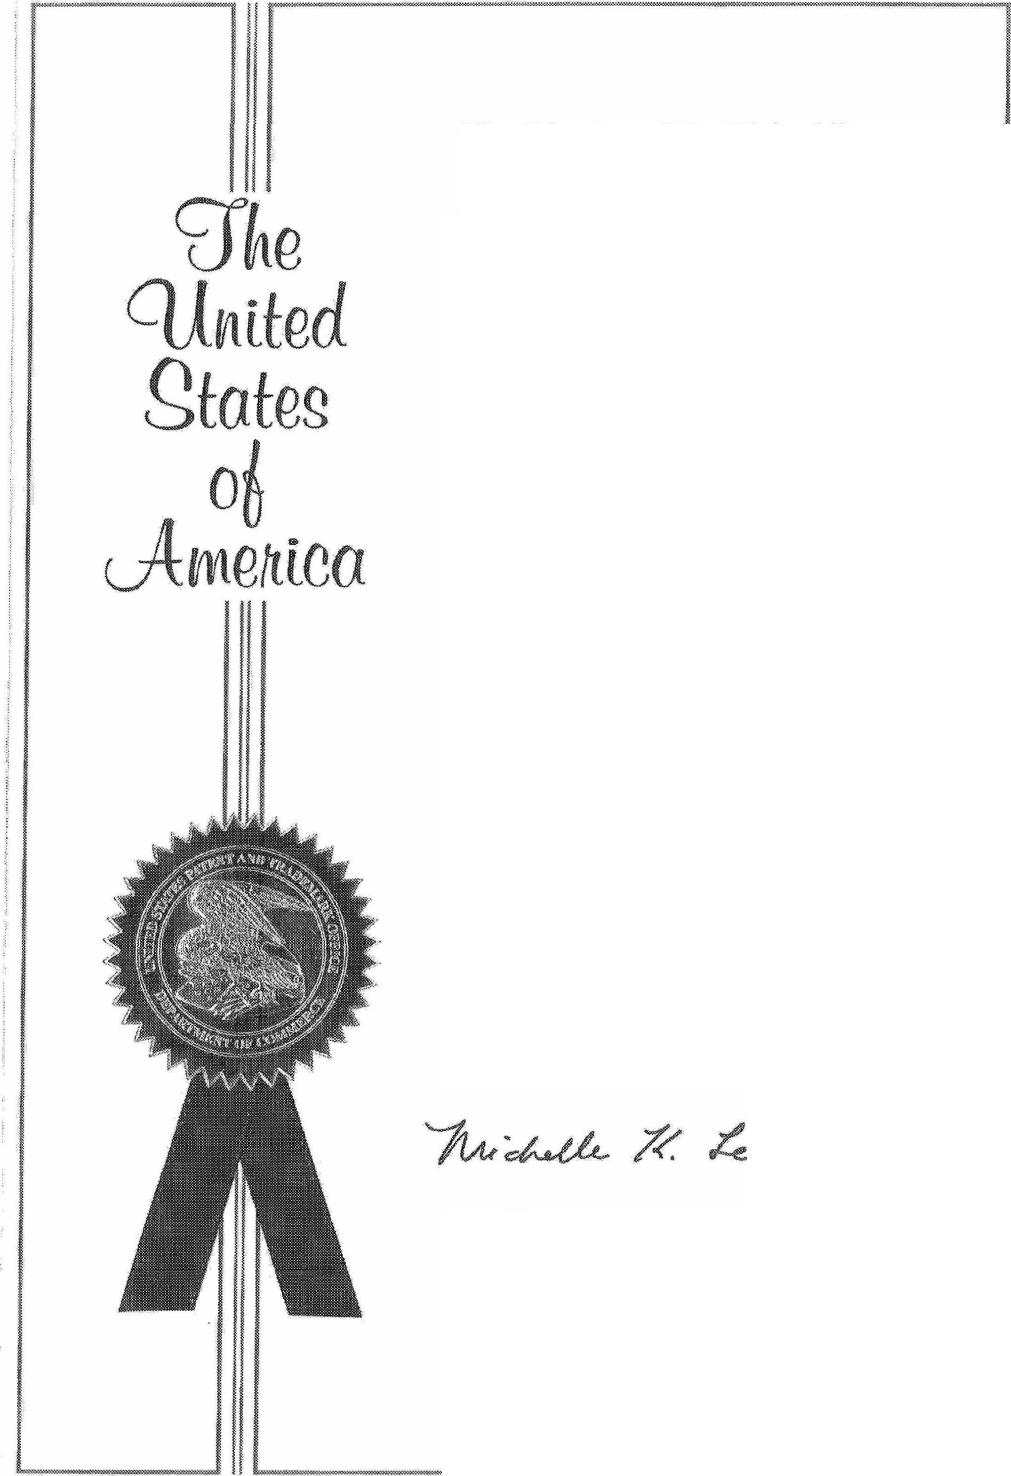 The
United
States
of
America
UNITED STATES PATENT AND TRADEMARK OFFICE
DEPARTMENT OF COMMERCE
Michelle K. Le